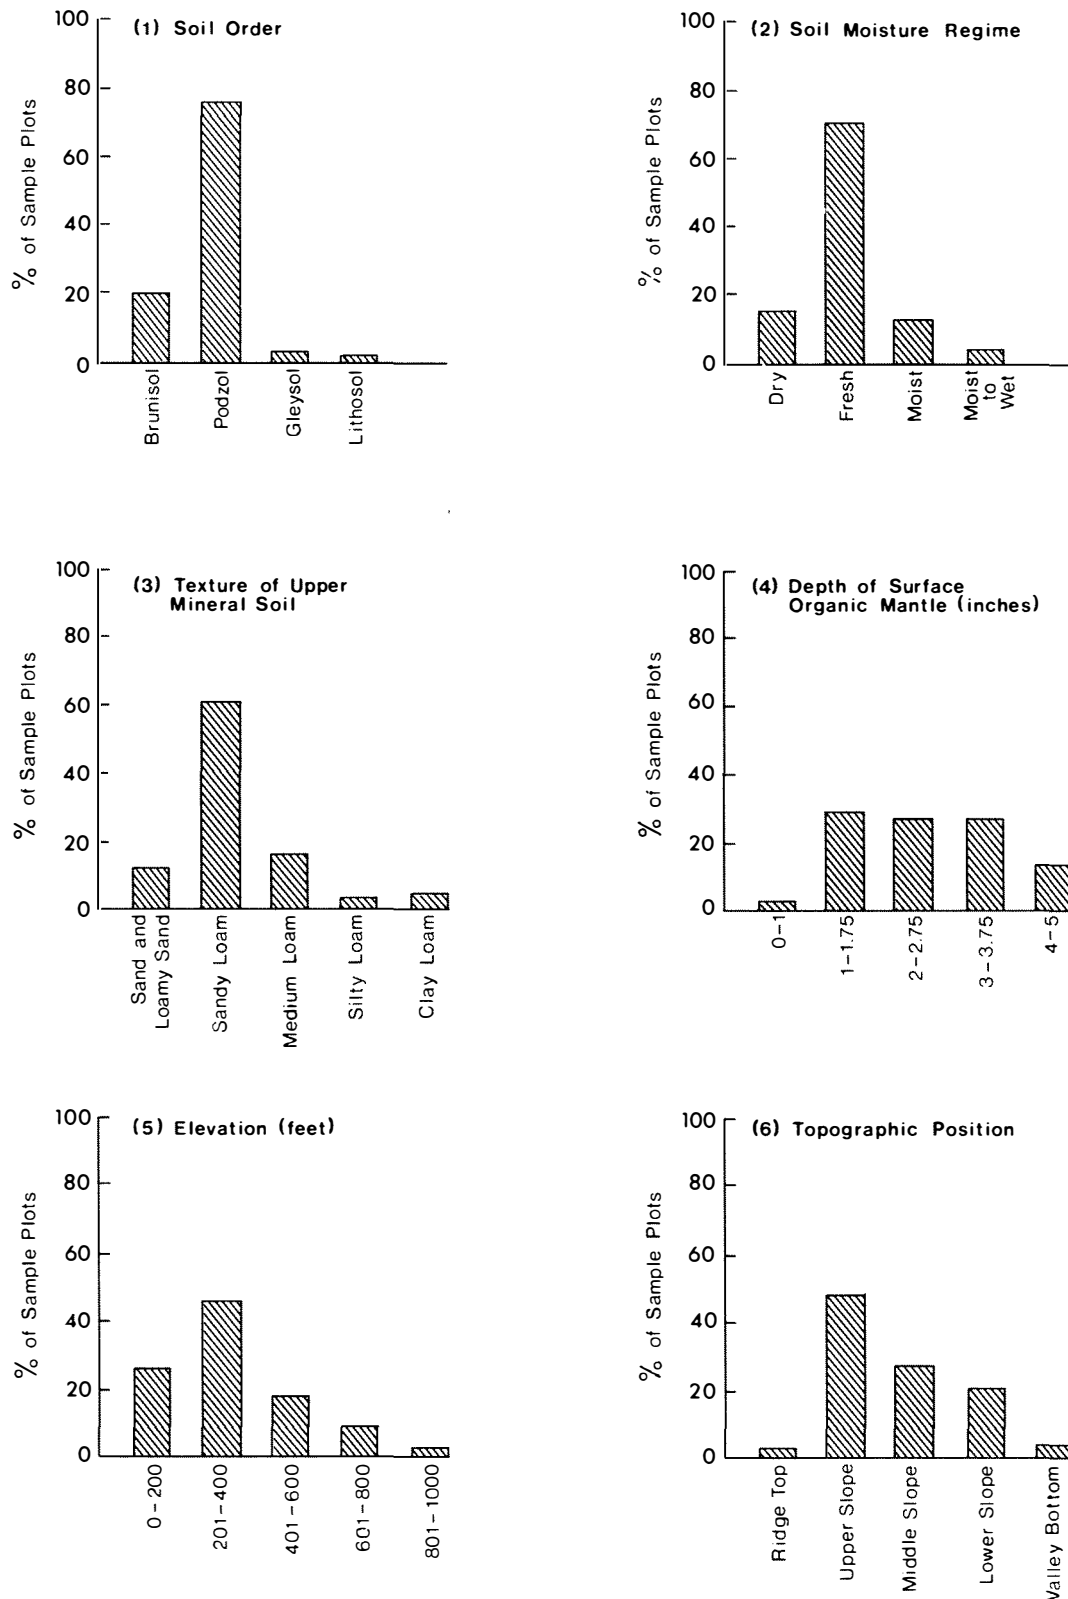 (1) Soil Order
% of Sample Plots
100
80
60
40
20
0
Brunisol
Podzol
Gleysol
Lithosol
(2) Soil Moisture Regime
% of Sample Plots
100
80
60
40
20
0
Dry
Fresh
Moist
Moist
to
Wet
(3) Texture of Upper
Mineral Soil
% of Sample Plots
100
80
60
40
20
0
Sand and
Loamy Sand
Sandy Loam
Medium Loam
Silty Loam
Clay Loam
(4) Depth of Surface
Organic Mantle (inches)
% of Sample Plots
100
80
60
40
20
0
0-1
1-1.75
2-2.75
3-3.75
4-5
(5) Elevation (feet)
% of Sample Plots
100
80
60
40
20
0
0-200
201-400
401-600
601-800
801-1000
(6) Topographic Position
% of Sample Plots
100
80
60
40
20
0
Ridge Top
Upper Slope
Middle Slope
Lower Slope
Valley Bottom